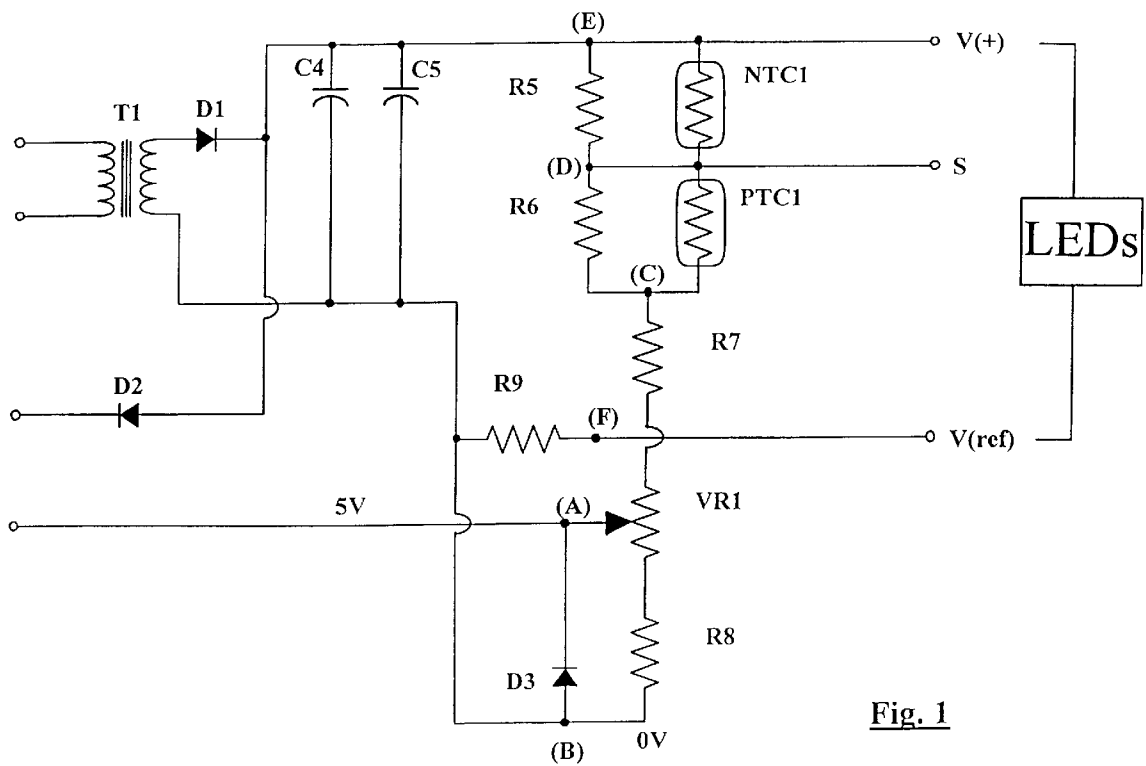 (E)
V(+)
C4
C5
R5
NTC1
T1
D1
(D)
S
R6
PTC1
LEDs
(C)
R7
D2
R9
(F)
V(ref)
5V
(A)
VR1
R8
D3
(B)
0V
Fig. 1